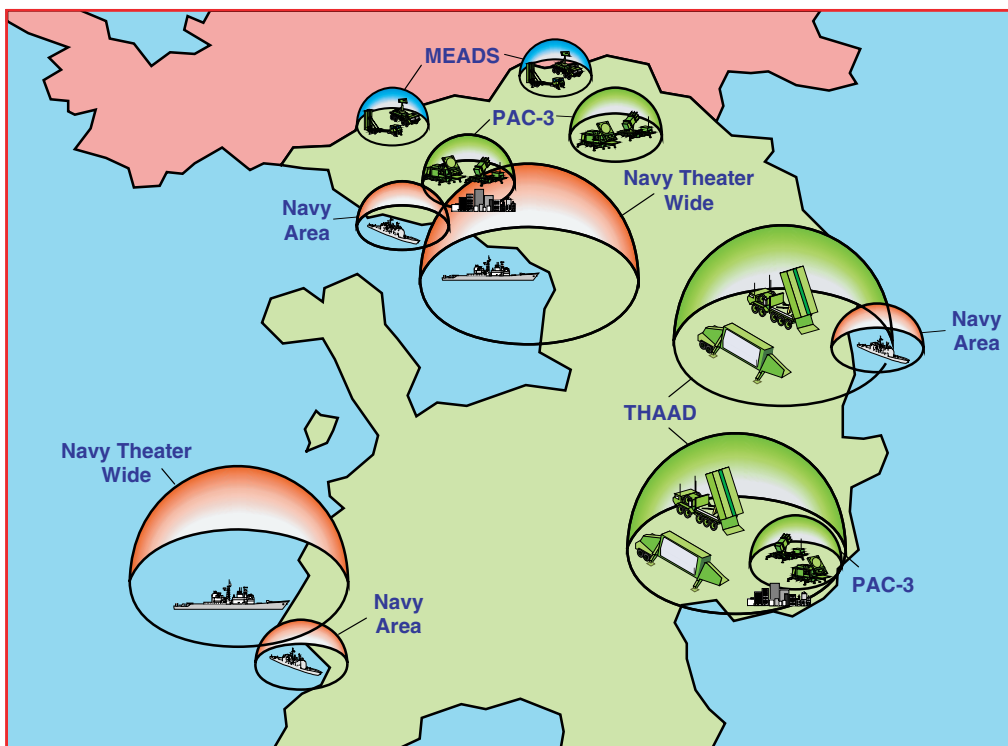 MEADS
PAC-3
Navy Theater
Wide
Navy
Area
Navy
Area
THAAD
Navy Theater
Wide
PAC-3
Navy
Area